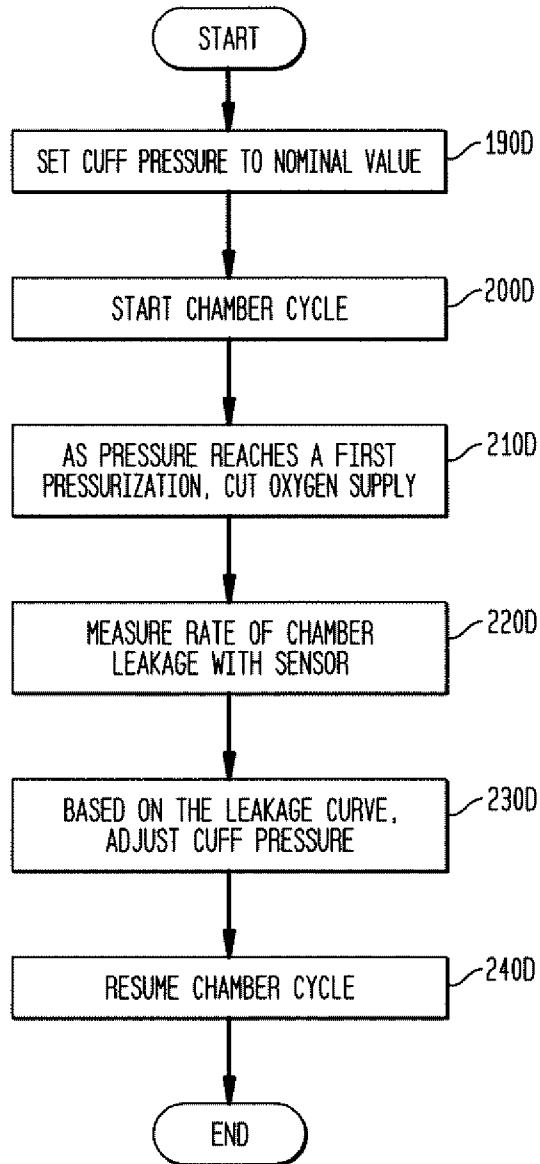 START
SET CUFF PRESSURE TO NOMINAL VALUE
190D
START CHAMBER CYCLE
200D
AS PRESSURE REACHES A FIRST
PRESSURIZATION, CUT OXYGEN SUPPLY
210D
MEASURE RATE OF CHAMBER
LEAKAGE WITH SENSOR
220D
BASED ON THE LEAKAGE CURVE,
ADJUST CUFF PRESSURE
230D
RESUME CHAMBER CYCLE
240D
END